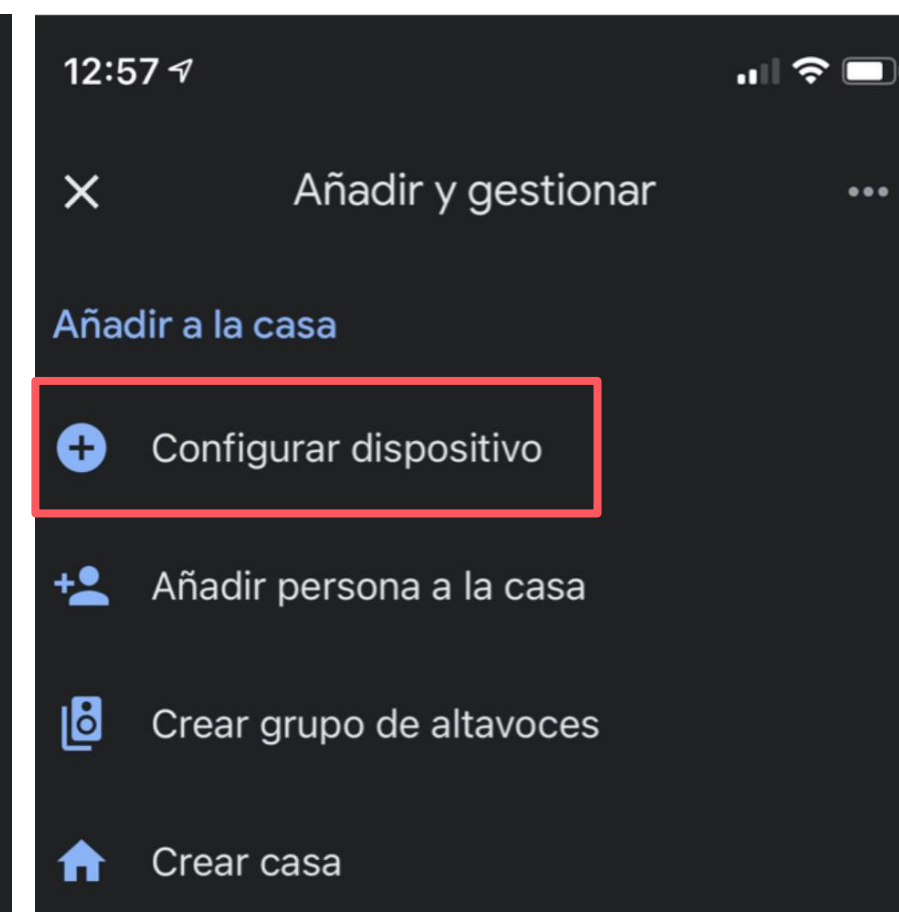 12:57
Añadir y gestionar
Añadir a la casa
Configurar dispositivo
Añadir persona a la casa
Crear grupo de altavoces
Crear casa